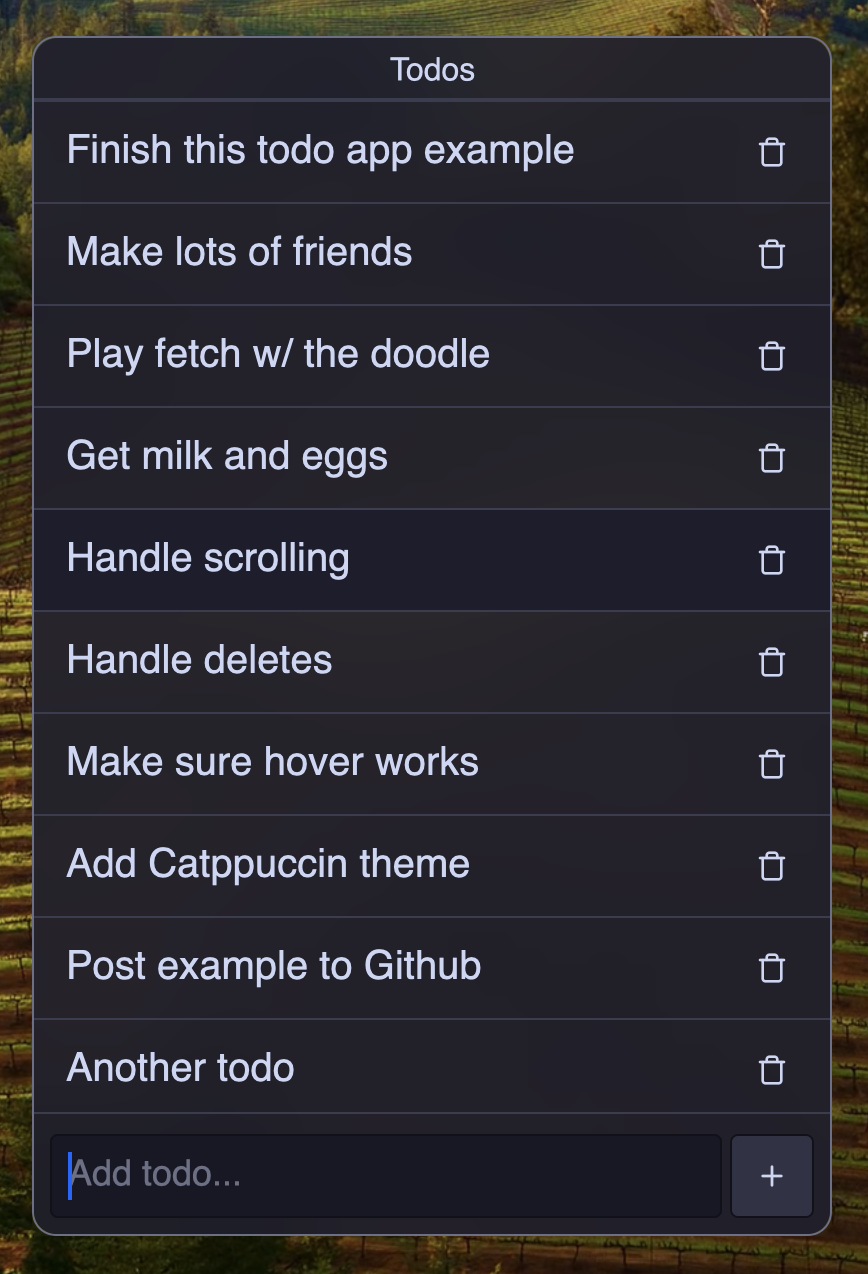 Todos
Finish this todo app example
Make lots of friends
Play fetch w/ the doodle
Get milk and eggs
Handle scrolling
Handle deletes
Make sure hover works
Add Catppuccin theme
Post example to Github
Another todo
Add todo...
+